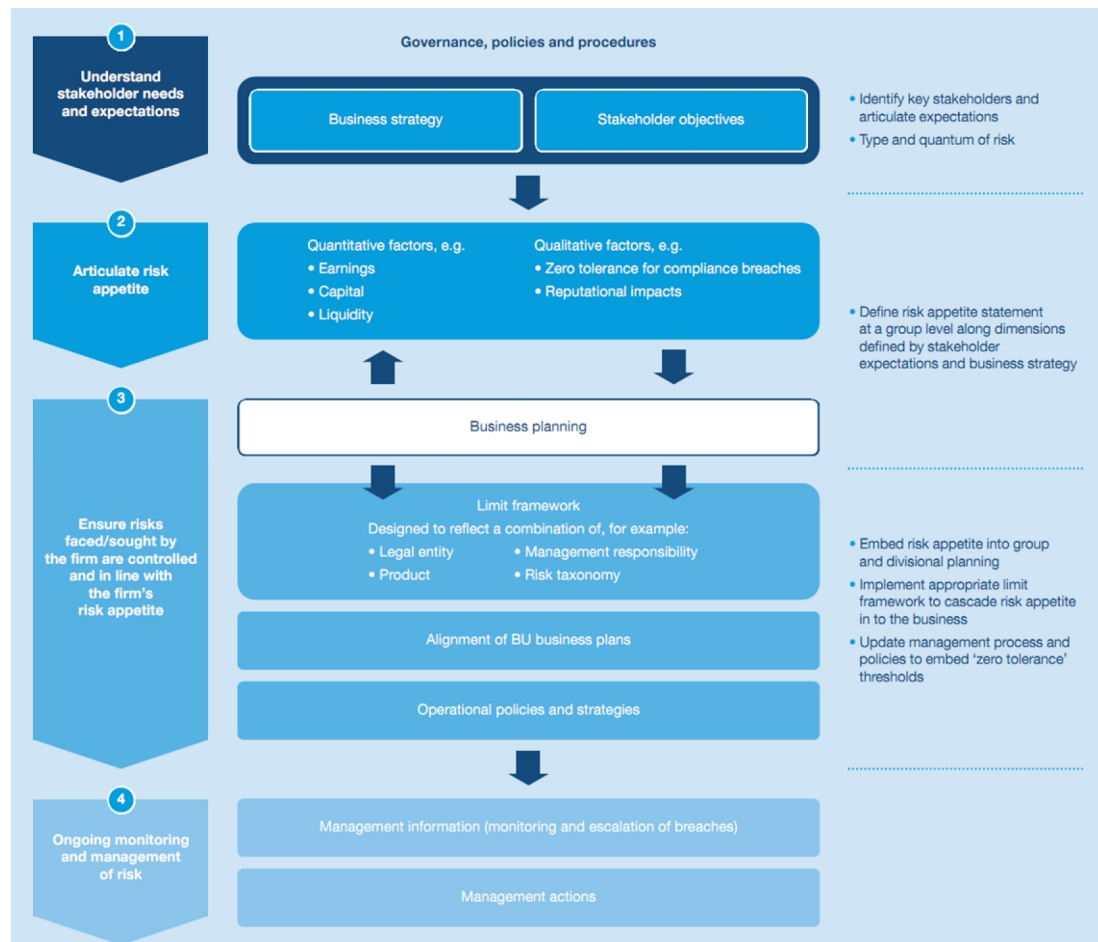 Governance, policies and procedures
1
Understand
stakeholder needs
and expectations
Business strategy
Stakeholder objectives
• Identify key stakeholders and
articulate expectations
• Type and quantum of risk
2
Articulate risk
appetite
Quantitative factors, e.g.
• Earnings
• Capital
• Liquidity
Qualitative factors, e.g.
• Zero tolerance for compliance breaches
• Reputational impacts
• Define risk appetite statement
at a group level along dimensions
defined by stakeholder
expectations and business strategy
3
Ensure risks
faced/sought by
the firm are controlled
and in line with
the firm's
risk appetite
Business planning
Limit framework
Designed to reflect a combination of, for example:
• Legal entity
• Product
• Management responsibility
• Risk taxonomy
Alignment of BU business plans
Operational policies and strategies
• Embed risk appetite into group
and divisional planning
• Implement appropriate limit
framework to cascade risk appetite
in to the business
• Update management process and
policies to embed 'zero tolerance'
thresholds
4
Ongoing monitoring
and management
of risk
Management information (monitoring and escalation of breaches)
Management actions